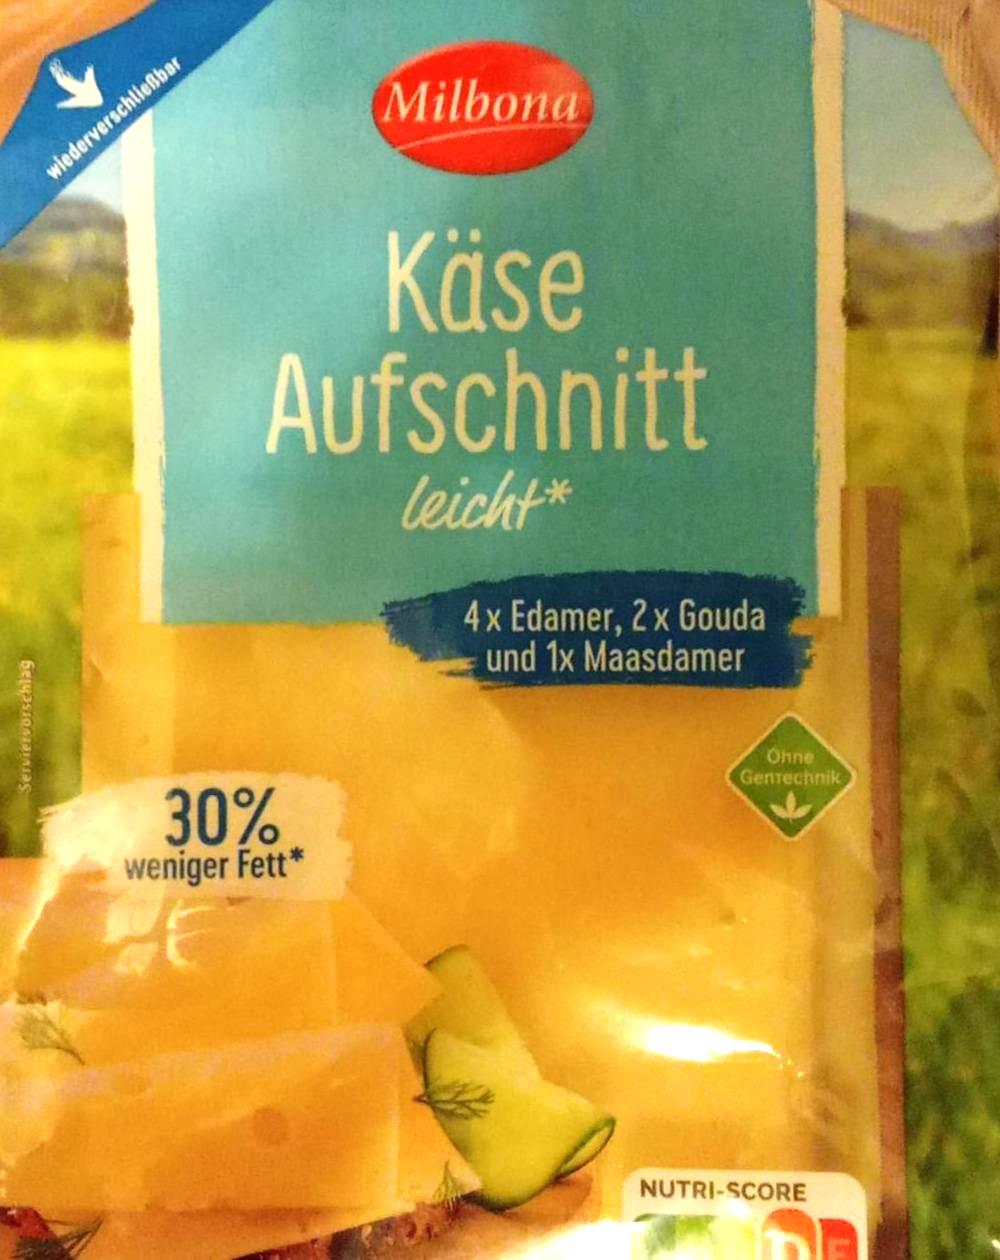 wiederverschließbar
Milbona
Käse
Aufschnitt
leicht*
4 x Edamer, 2 x Gouda
und 1x Maasdamer
Ohne
Gentechnik
Serviervorschlag
30%
weniger Fett*
NUTRI-SCORE
D E